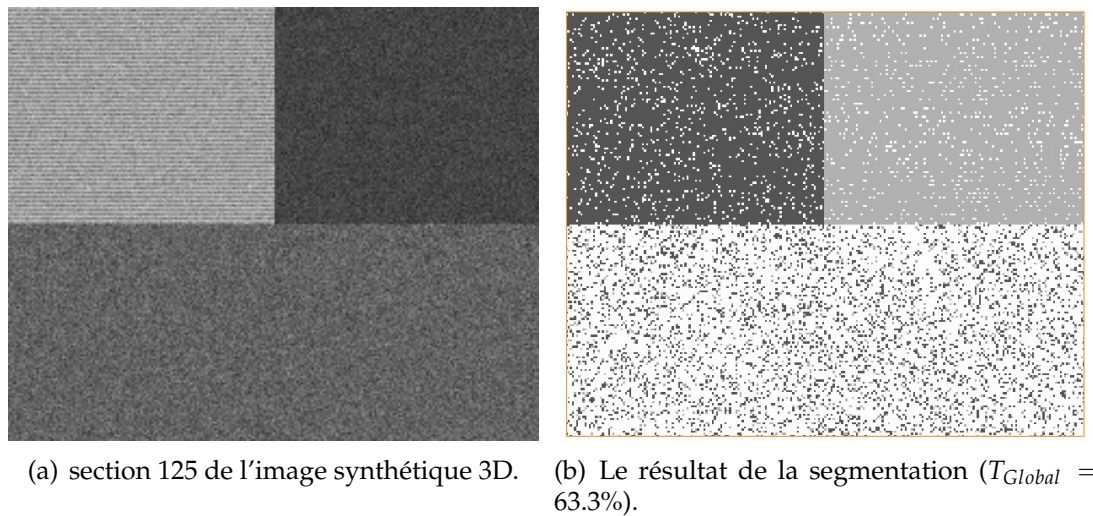 (a) section 125 de l'image synthétique 3D.
(b) Le résultat de la segmentation (T_Global =
63.3%).